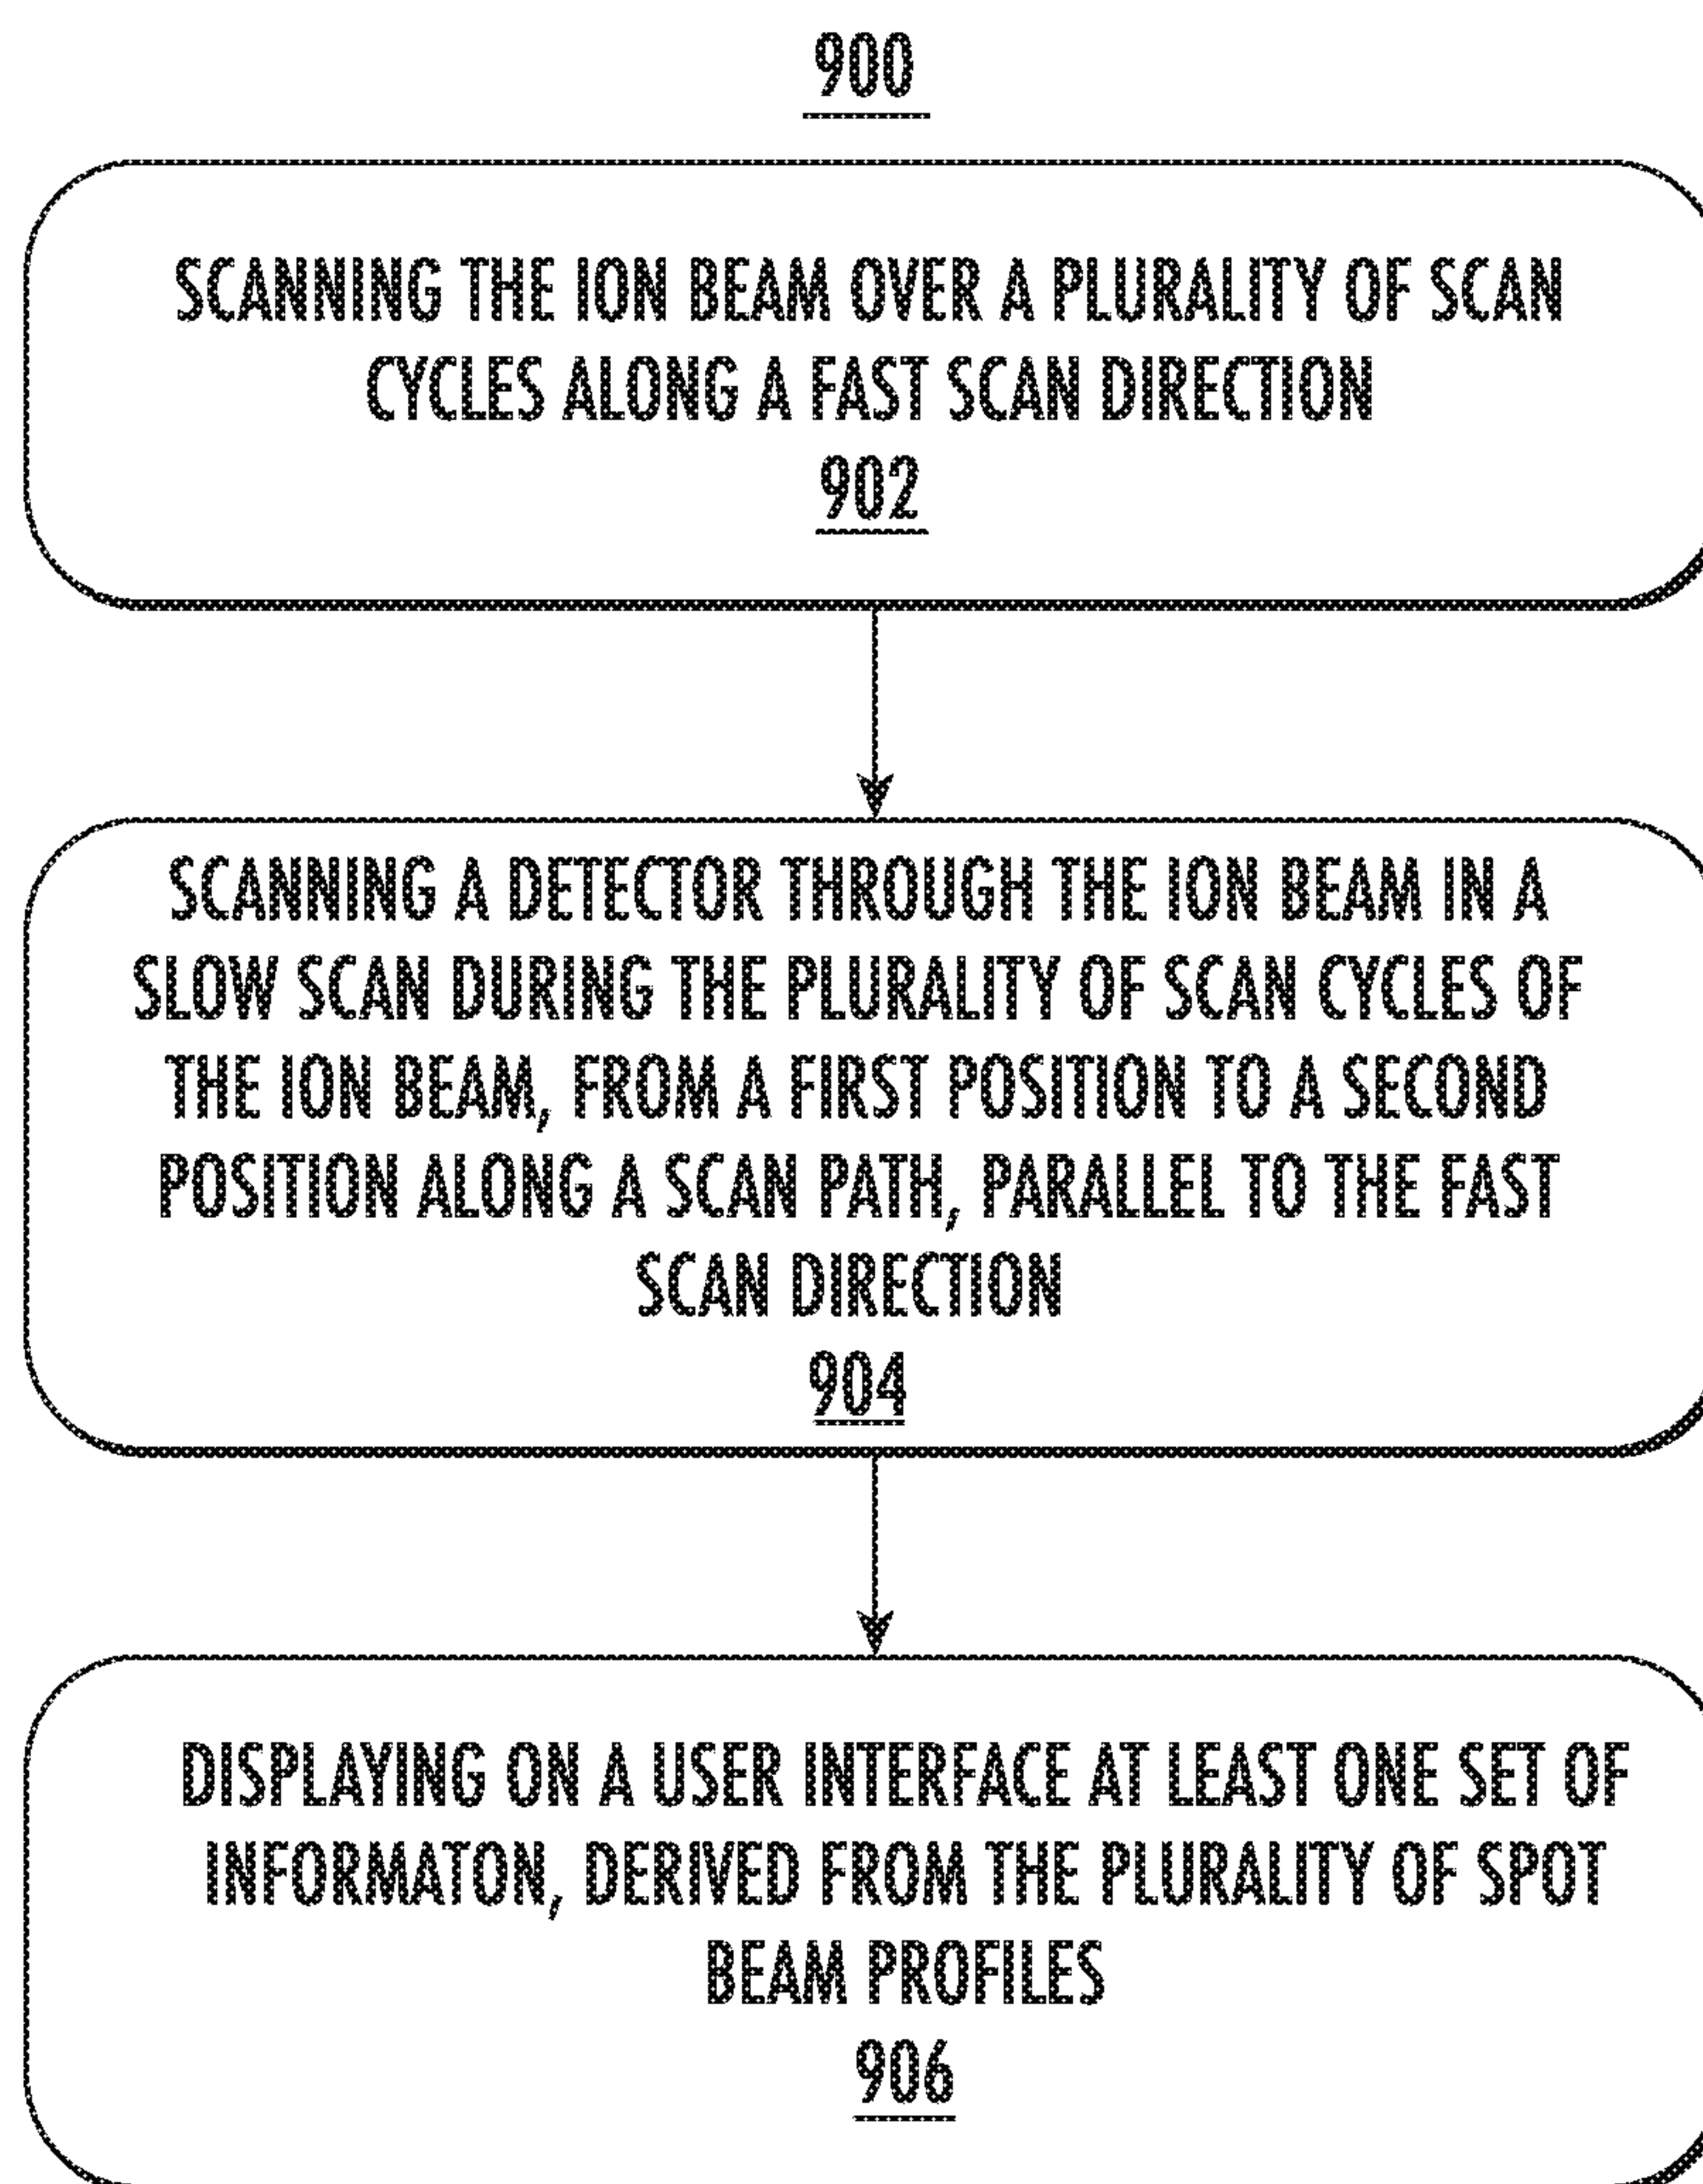 900
SCANNING THE ION BEAM OVER A PLURALITY OF SCAN
CYCLES ALONG A FAST SCAN DIRECTION
902
SCANNING A DETECTOR THROUGH THE ION BEAM IN A
SLOW SCAN DURING THE PLURALITY OF SCAN CYCLES OF
THE ION BEAM, FROM A FIRST POSITION TO A SECOND
POSITION ALONG A SCAN PATH, PARALLEL TO THE FAST
SCAN DIRECTION
904
DISPLAYING ON A USER INTERFACE AT LEAST ONE SET OF
INFORMATON, DERIVED FROM THE PLURALITY OF SPOT
BEAM PROFILES
906